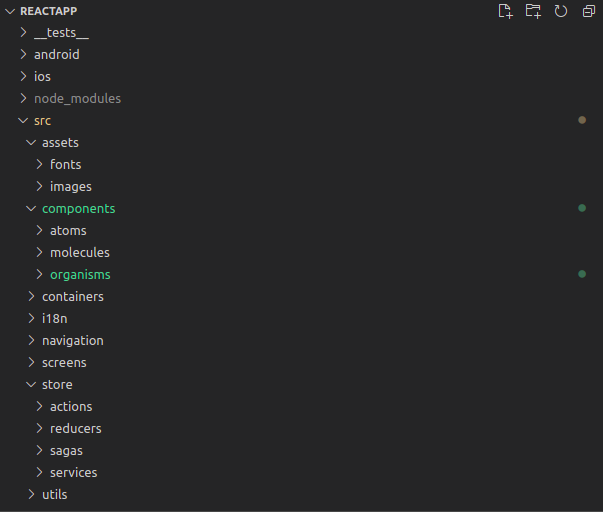 REACTAPP
__tests__
android
ios
node_modules
src
assets
fonts
images
components
atoms
molecules
organisms
containers
i18n
navigation
screens
store
actions
reducers
sagas
services
utils